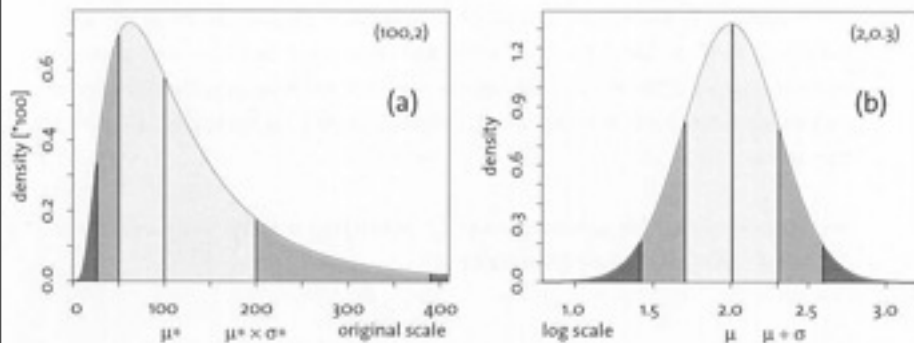 (100,2)
(a)
density [*100]
0.0 0.2 0.4 0.6
0 100 200 300 400
μ* μ* × σ* original scale
(2,0.3)
(b)
density
0.0 0.3 0.6 0.9 1.2
1.0 1.5 2.0 2.5 3.0
log scale μ μ + σ